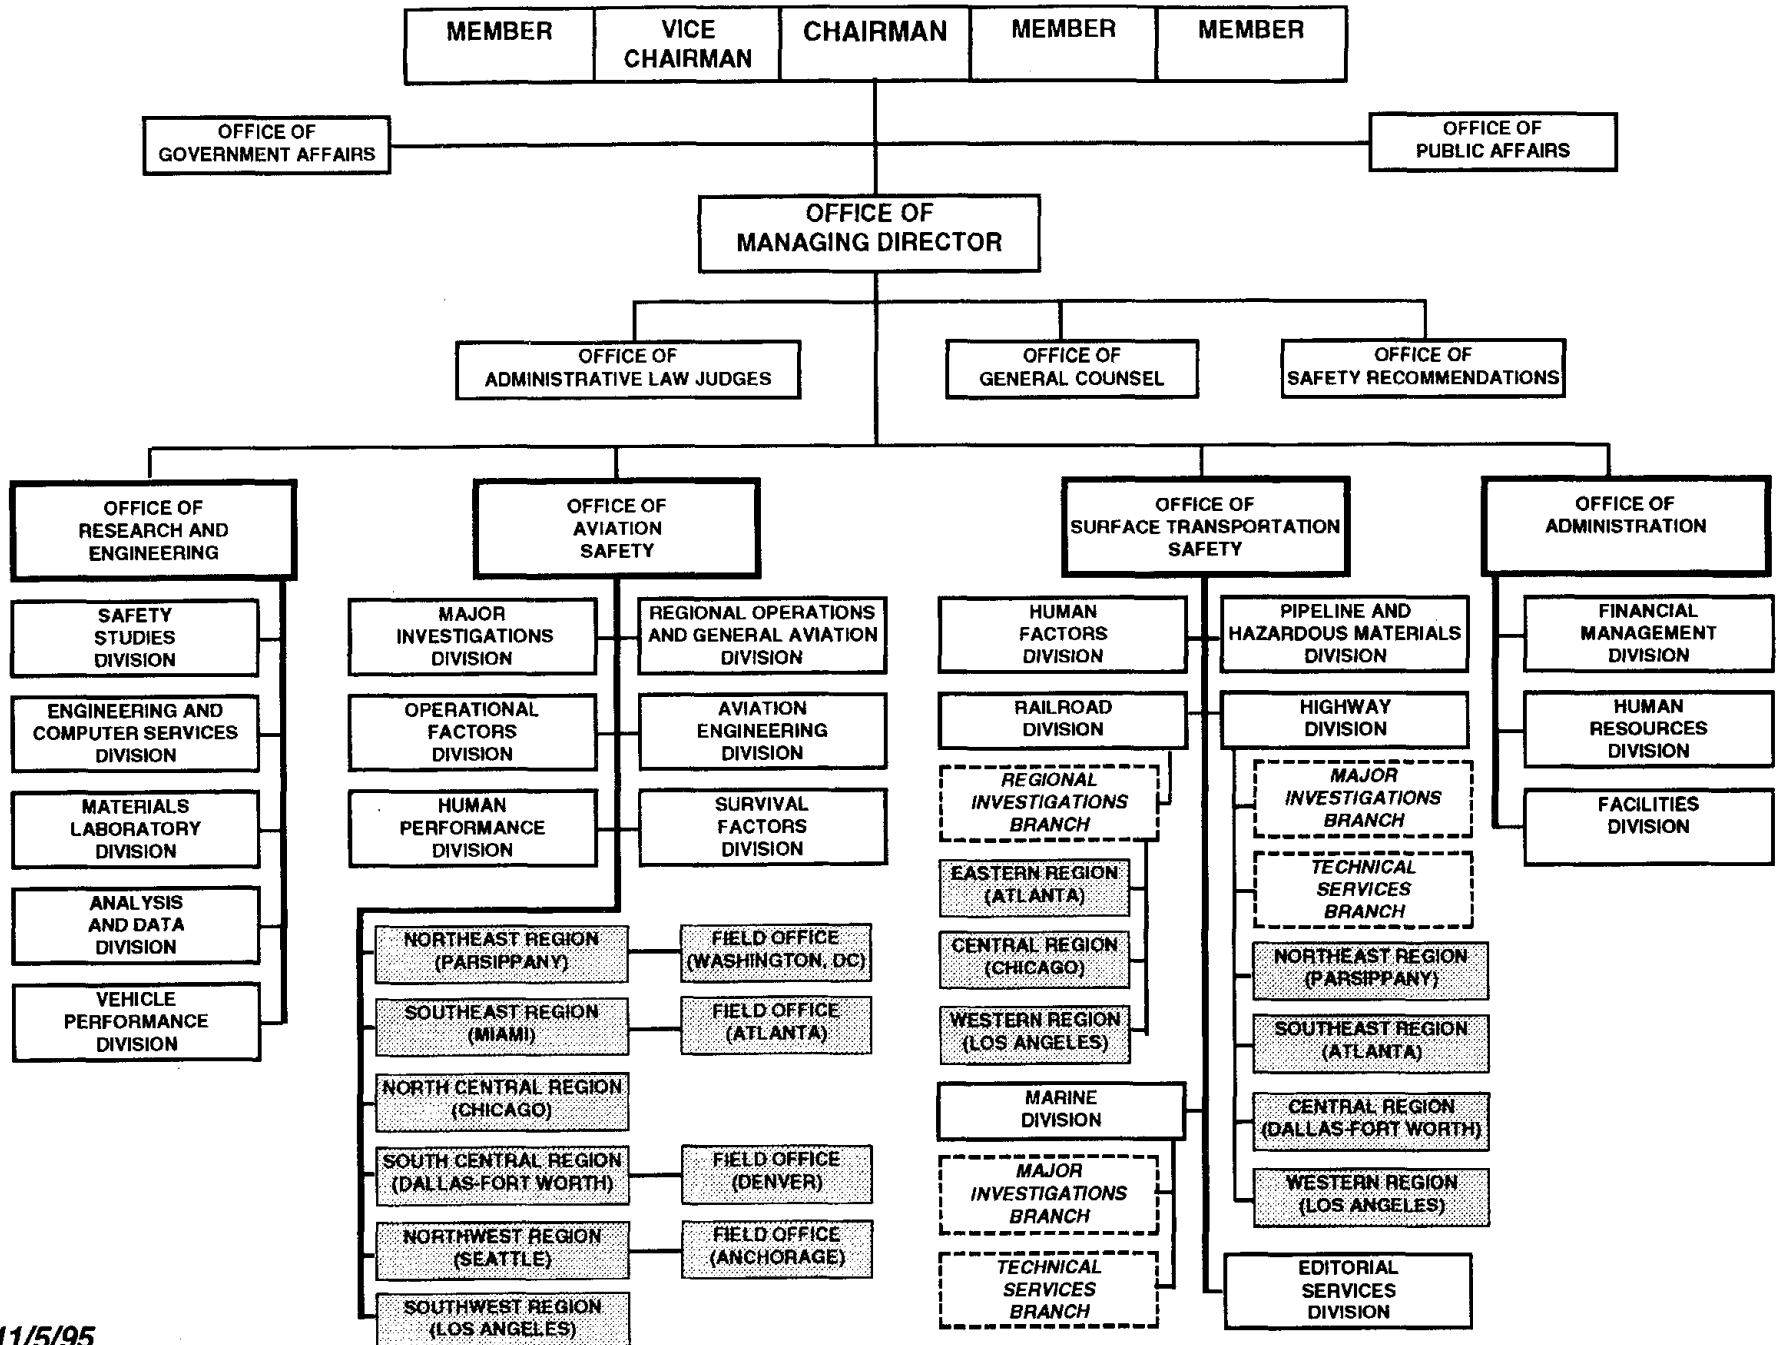 MEMBER
VICE
CHAIRMAN
CHAIRMAN
MEMBER
MEMBER
OFFICE OF
GOVERNMENT AFFAIRS
OFFICE OF
PUBLIC AFFAIRS
OFFICE OF
MANAGING DIRECTOR
OFFICE OF
ADMINISTRATIVE LAW JUDGES
OFFICE OF
GENERAL COUNSEL
OFFICE OF
SAFETY RECOMMENDATIONS
OFFICE OF
RESEARCH AND
ENGINEERING
SAFETY
STUDIES
DIVISION
ENGINEERING AND
COMPUTER SERVICES
DIVISION
MATERIALS
LABORATORY
DIVISION
ANALYSIS
AND DATA
DIVISION
VEHICLE
PERFORMANCE
DIVISION
OFFICE OF
AVIATION
SAFETY
MAJOR
INVESTIGATIONS
DIVISION
REGIONAL OPERATIONS
AND GENERAL AVIATION
DIVISION
OPERATIONAL
FACTORS
DIVISION
AVIATION
ENGINEERING
DIVISION
HUMAN
PERFORMANCE
DIVISION
SURVIVAL
FACTORS
DIVISION
NORTHEAST REGION
(PARSIPPANY)
FIELD OFFICE
(WASHINGTON, DC)
SOUTHEAST REGION
(MIAMI)
FIELD OFFICE
(ATLANTA)
NORTH CENTRAL REGION
(CHICAGO)
SOUTH CENTRAL REGION
(DALLAS-FORT WORTH)
FIELD OFFICE
(DENVER)
NORTHWEST REGION
(SEATTLE)
FIELD OFFICE
(ANCHORAGE)
SOUTHWEST REGION
(LOS ANGELES)
OFFICE OF
SURFACE TRANSPORTATION
SAFETY
HUMAN
FACTORS
DIVISION
PIPELINE AND
HAZARDOUS MATERIALS
DIVISION
RAILROAD
DIVISION
REGIONAL
INVESTIGATIONS
BRANCH
EASTERN REGION
(ATLANTA)
CENTRAL REGION
(CHICAGO)
WESTERN REGION
(LOS ANGELES)
HIGHWAY
DIVISION
MAJOR
INVESTIGATIONS
BRANCH
TECHNICAL
SERVICES
BRANCH
NORTHEAST REGION
(PARSIPPANY)
SOUTHEAST REGION
(ATLANTA)
CENTRAL REGION
(DALLAS-FORT WORTH)
WESTERN REGION
(LOS ANGELES)
MARINE
DIVISION
MAJOR
INVESTIGATIONS
BRANCH
TECHNICAL
SERVICES
BRANCH
EDITORIAL
SERVICES
DIVISION
OFFICE OF
ADMINISTRATION
FINANCIAL
MANAGEMENT
DIVISION
HUMAN
RESOURCES
DIVISION
FACILITIES
DIVISION
11/5/95